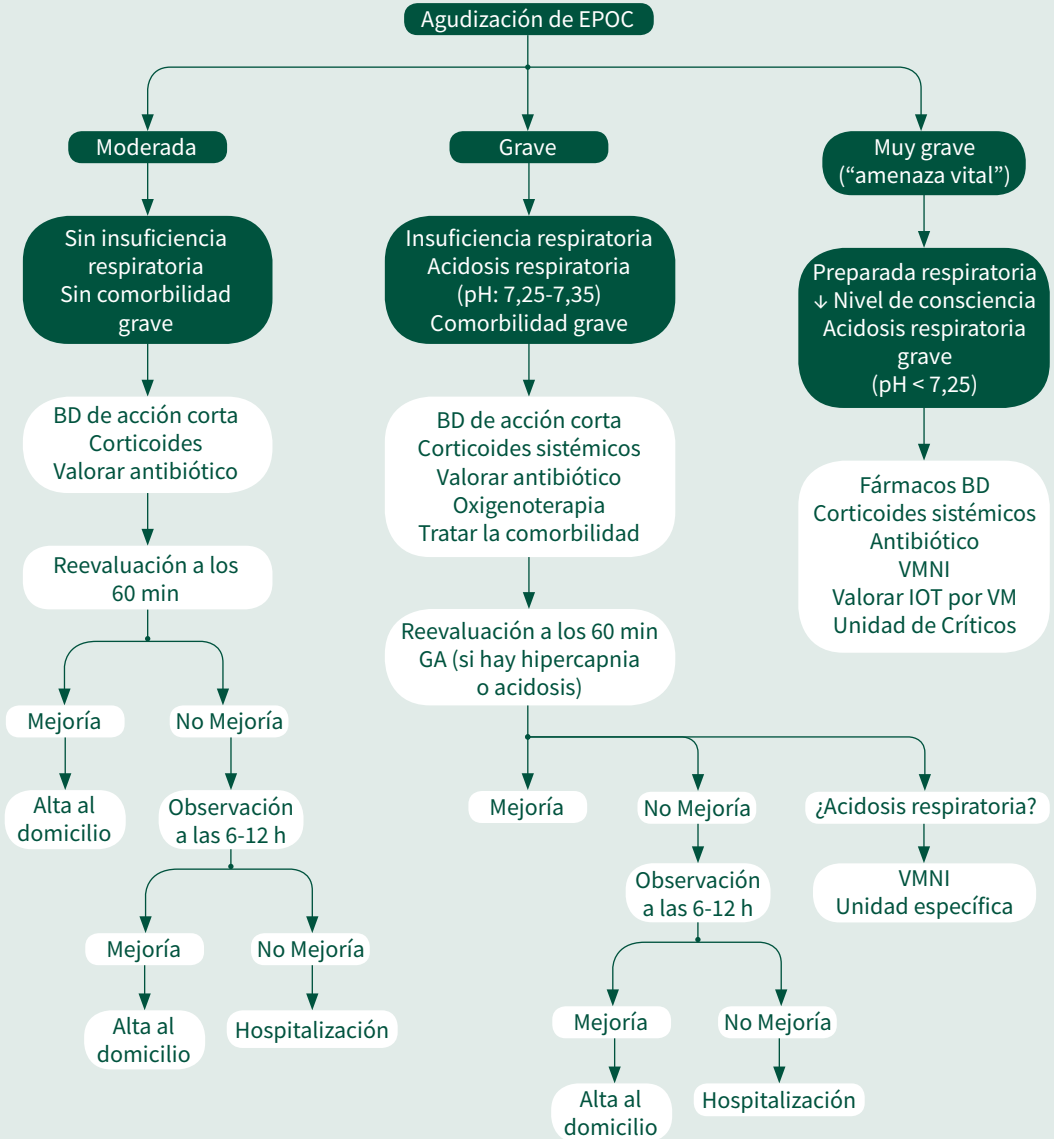 Agudización de EPOC
Moderada
Sin insuficiencia
respiratoria
Sin comorbilidad
grave
BD de acción corta
Corticoides
Valorar antibiótico
Reevaluación a los
60 min
Mejoría
No Mejoría
Alta al
domicilio
Observación
a las 6-12 h
Mejoría
No Mejoría
Alta al
domicilio
Hospitalización
Grave
Insuficiencia respiratoria
Acidosis respiratoria
(pH: 7,25-7,35)
Comorbilidad grave
BD de acción corta
Corticoides sistémicos
Valorar antibiótico
Oxigenoterapia
Tratar la comorbilidad
Reevaluación a los 60 min
GA (si hay hipercapnia
o acidosis)
Mejoría
No Mejoría
¿Acidosis respiratoria?
Observación
a las 6-12 h
VMNI
Unidad específica
Mejoría
No Mejoría
Alta al
domicilio
Hospitalización
Muy grave
(“amenaza vital”)
Preparada respiratoria
↓ Nivel de consciencia
Acidosis respiratoria
grave
(pH < 7,25)
Fármacos BD
Corticoides sistémicos
Antibiótico
VMNI
Valorar IOT por VM
Unidad de Críticos